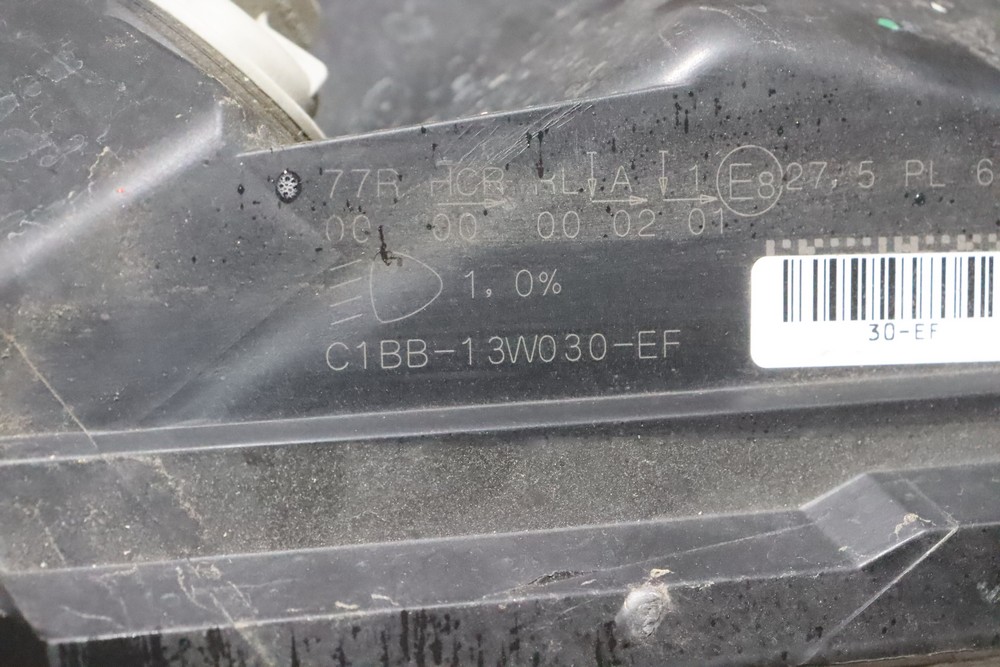 77R HCR RL A 1 E8 27,5 PL 6
00 00 00 02 01
1,0%
C1BB-13W030-EF
30-EF